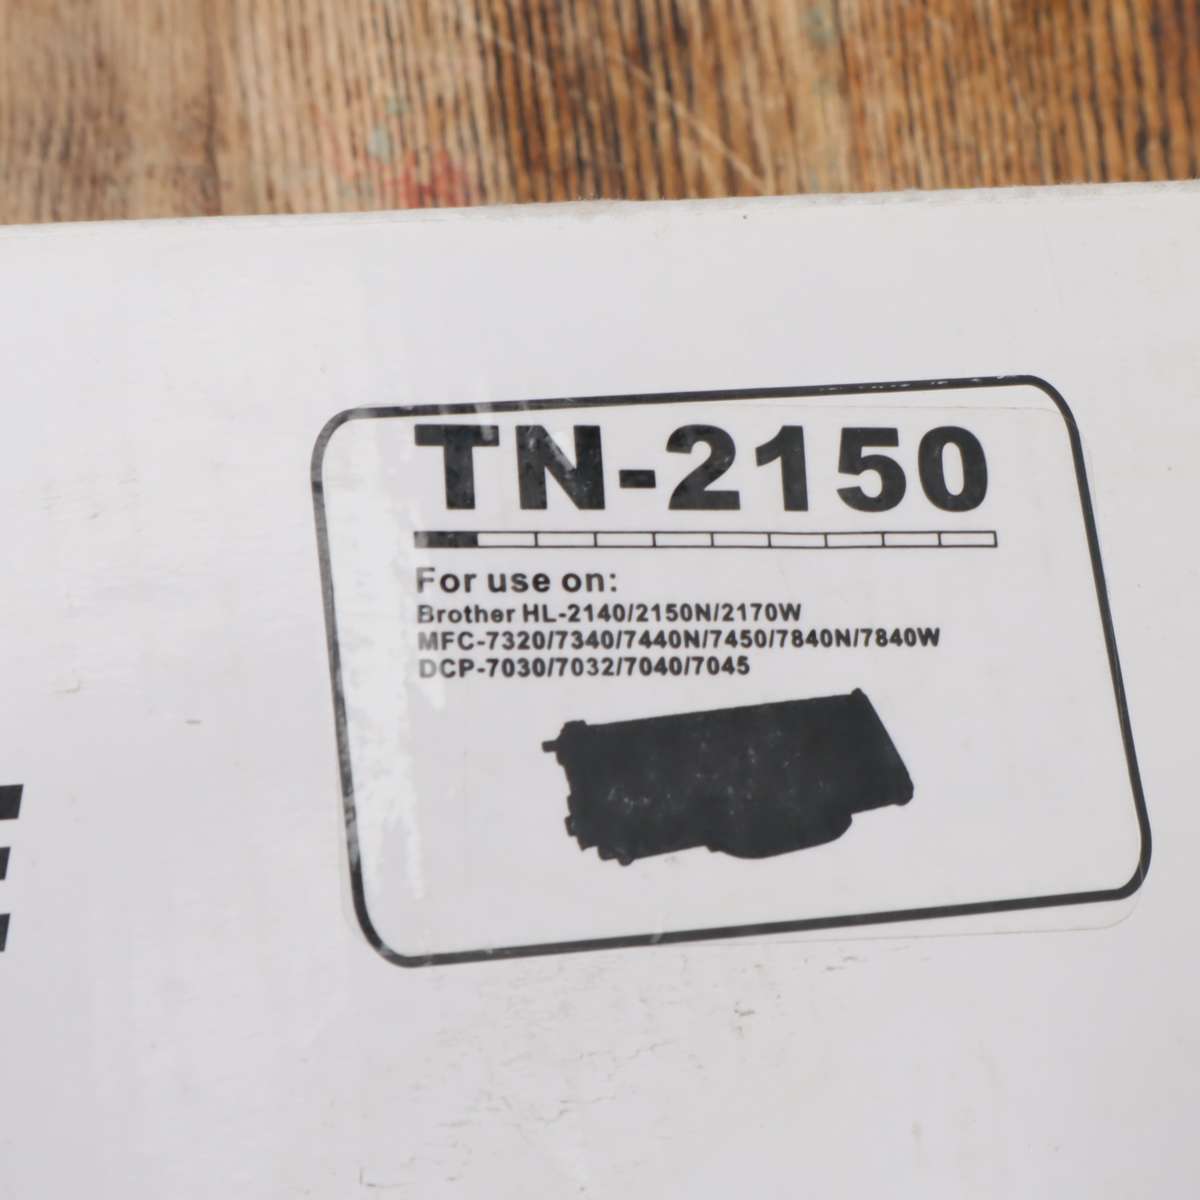 TN-2150
For use on:
Brother HL-2140/2150N/2170W
MFC-7320/7340/7440N/7450/7840N/7840W
DCP-7030/7032/7040/7045